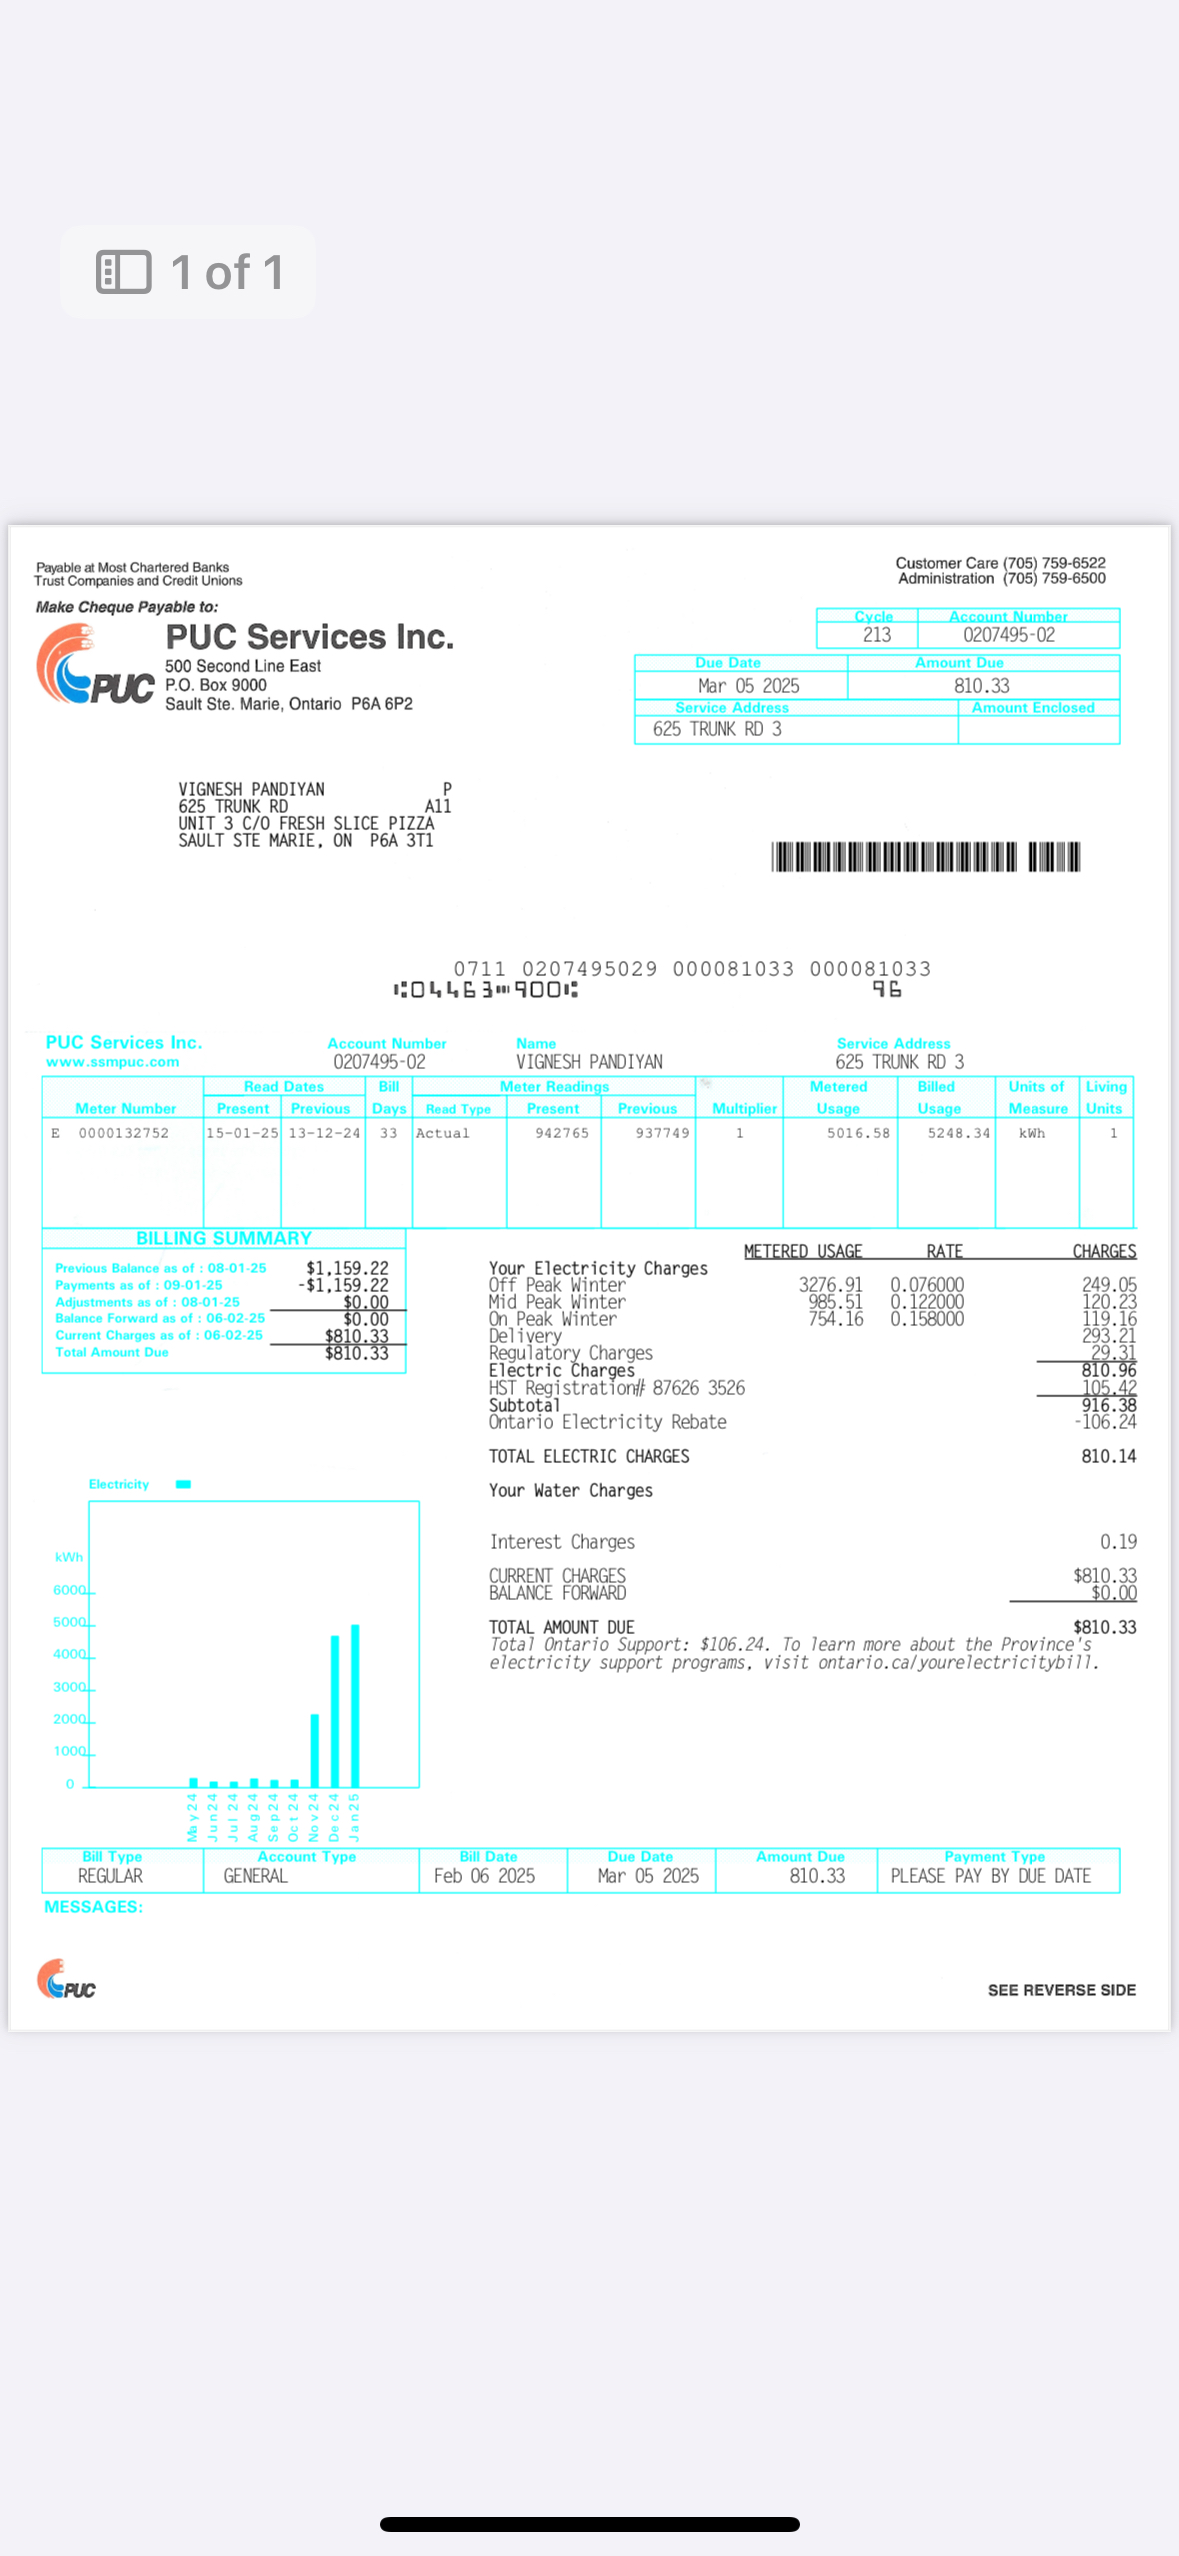 1 of 1
Payable at Most Chartered Banks
Trust Companies and Credit Unions
Customer Care (705) 759-6522
Administration (705) 759-6500
Make Cheque Payable to:
PUC
PUC Services Inc.
500 Second Line East
P.O. Box 9000
Sault Ste. Marie, Ontario P6A 6P2
Cycle Account Number
213 0207495-02
Due Date Amount Due
Mar 05 2025 810.33
Service Address Amount Enclosed
625 TRUNK RD 3
VIGNESH PANDIYAN P
625 TRUNK RD A11
UNIT 3 C/O FRESH SLICE PIZZA
SAULT STE MARIE, ON P6A 3T1
0711 0207495029 000081033 000081033
⑆04463⑉900⑆ 96
PUC Services Inc. Account Number Name Service Address
www.ssmpuc.com 0207495-02 VIGNESH PANDIYAN 625 TRUNK RD 3
Read Dates Bill Meter Readings Metered Billed Units of Living
Meter Number Present Previous Days Read Type Present Previous Multiplier Usage Usage Measure Units
E 0000132752 15-01-25 13-12-24 33 Actual 942765 937749 1 5016.58 5248.34 kWh 1
BILLING SUMMARY
Previous Balance as of : 08-01-25 $1,159.22
Payments as of : 09-01-25 -$1,159.22
Adjustments as of : 08-01-25 $0.00
Balance Forward as of : 06-02-25 $0.00
Current Charges as of : 06-02-25 $810.33
Total Amount Due $810.33
METERED USAGE RATE CHARGES
Your Electricity Charges
Off Peak Winter 3276.91 0.076000 249.05
Mid Peak Winter 985.51 0.122000 120.23
On Peak Winter 754.16 0.158000 119.16
Delivery 293.21
Regulatory Charges 29.31
Electric Charges 810.96
HST Registration# 87626 3526 105.42
Subtotal 916.38
Ontario Electricity Rebate -106.24
TOTAL ELECTRIC CHARGES 810.14
Your Water Charges
Interest Charges 0.19
CURRENT CHARGES $810.33
BALANCE FORWARD $0.00
TOTAL AMOUNT DUE $810.33
Total Ontario Support: $106.24. To learn more about the Province's
electricity support programs, visit ontario.ca/yourelectricitybill.
Electricity
kWh
6000
5000
4000
3000
2000
1000
0
May24 Jun24 Jul24 Aug24 Sep24 Oct24 Nov24 Dec24 Jan25
Bill Type Account Type Bill Date Due Date Amount Due Payment Type
REGULAR GENERAL Feb 06 2025 Mar 05 2025 810.33 PLEASE PAY BY DUE DATE
MESSAGES:
PUC
SEE REVERSE SIDE